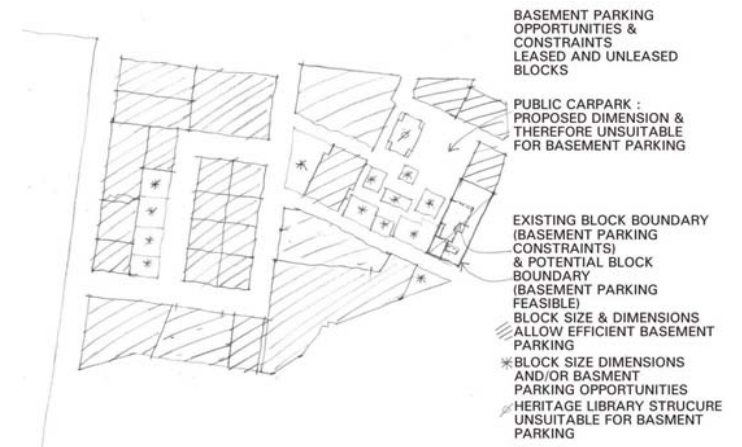 BASEMENT PARKING
OPPORTUNITIES &
CONSTRAINTS
LEASED AND UNLEASED
BLOCKS
PUBLIC CARPARK :
PROPOSED DIMENSION &
THEREFORE UNSUITABLE
FOR BASEMENT PARKING
EXISTING BLOCK BOUNDARY
(BASEMENT PARKING
CONSTRAINTS)
& POTENTIAL BLOCK
BOUNDARY
(BASEMENT PARKING
FEASIBLE)
BLOCK SIZE & DIMENSIONS
ALLOW EFFICIENT BASEMENT
PARKING
BLOCK SIZE DIMENSIONS
AND/OR BASMENT
PARKING OPPORTUNITIES
HERITAGE LIBRARY STRUCURE
UNSUITABLE FOR BASMENT
PARKING